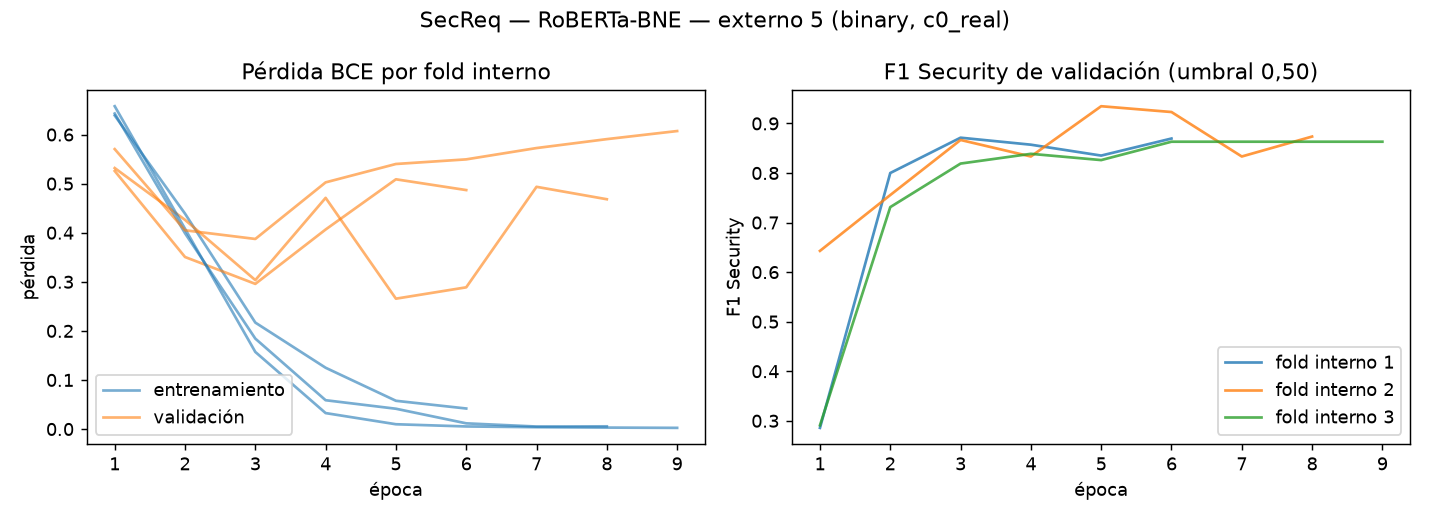 SecReq — RoBERTa-BNE — externo 5 (binary, c0_real)
Pérdida BCE por fold interno
pérdida
0.6
0.5
0.4
0.3
0.2
0.1
0.0
entrenamiento
validación
1 2 3 4 5 6 7 8 9
época
F1 Security de validación (umbral 0,50)
F1 Security
0.9
0.8
0.7
0.6
0.5
0.4
0.3
fold interno 1
fold interno 2
fold interno 3
1 2 3 4 5 6 7 8 9
época